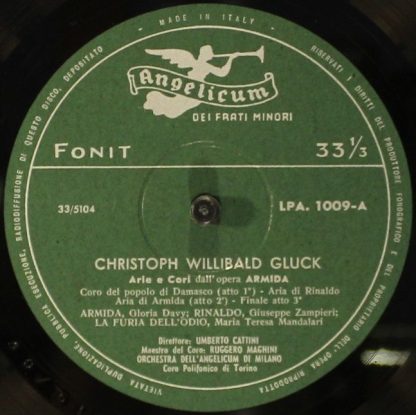 MADE IN ITALY
Angelicum
DEI FRATI MINORI
FONIT
33 1/3
33/5104
LPA. 1009-A
CHRISTOPH WILLIBALD GLUCK
Arie e Cori dall'opera ARMIDA
Coro del popolo di Damasco (atto 1°) - Aria di Rinaldo
Aria di Armida (atto 2°) - Finale atto 3°
ARMIDA, Gloria Davy; RINALDO, Giuseppe Zampieri;
LA FURIA DELL'ODIO, Maria Teresa Mandalari
Direttore: UMBERTO CATTINI
Maestro del Coro: RUGGERO MAGHINI
ORCHESTRA DELL'ANGELICUM DI MILANO
Coro Polifonico di Torino
RISERVATI I DIRITTI DEL PRODUTTORE FONOGRAFICO E DEL PROPRIETARIO DELL'OPERA RIPRODOTTA
VIETATA DUPLICAZIONE, PUBBLICA ESECUZIONE, RADIODIFFUSIONE DI QUESTO DISCO, DEPOSITATO